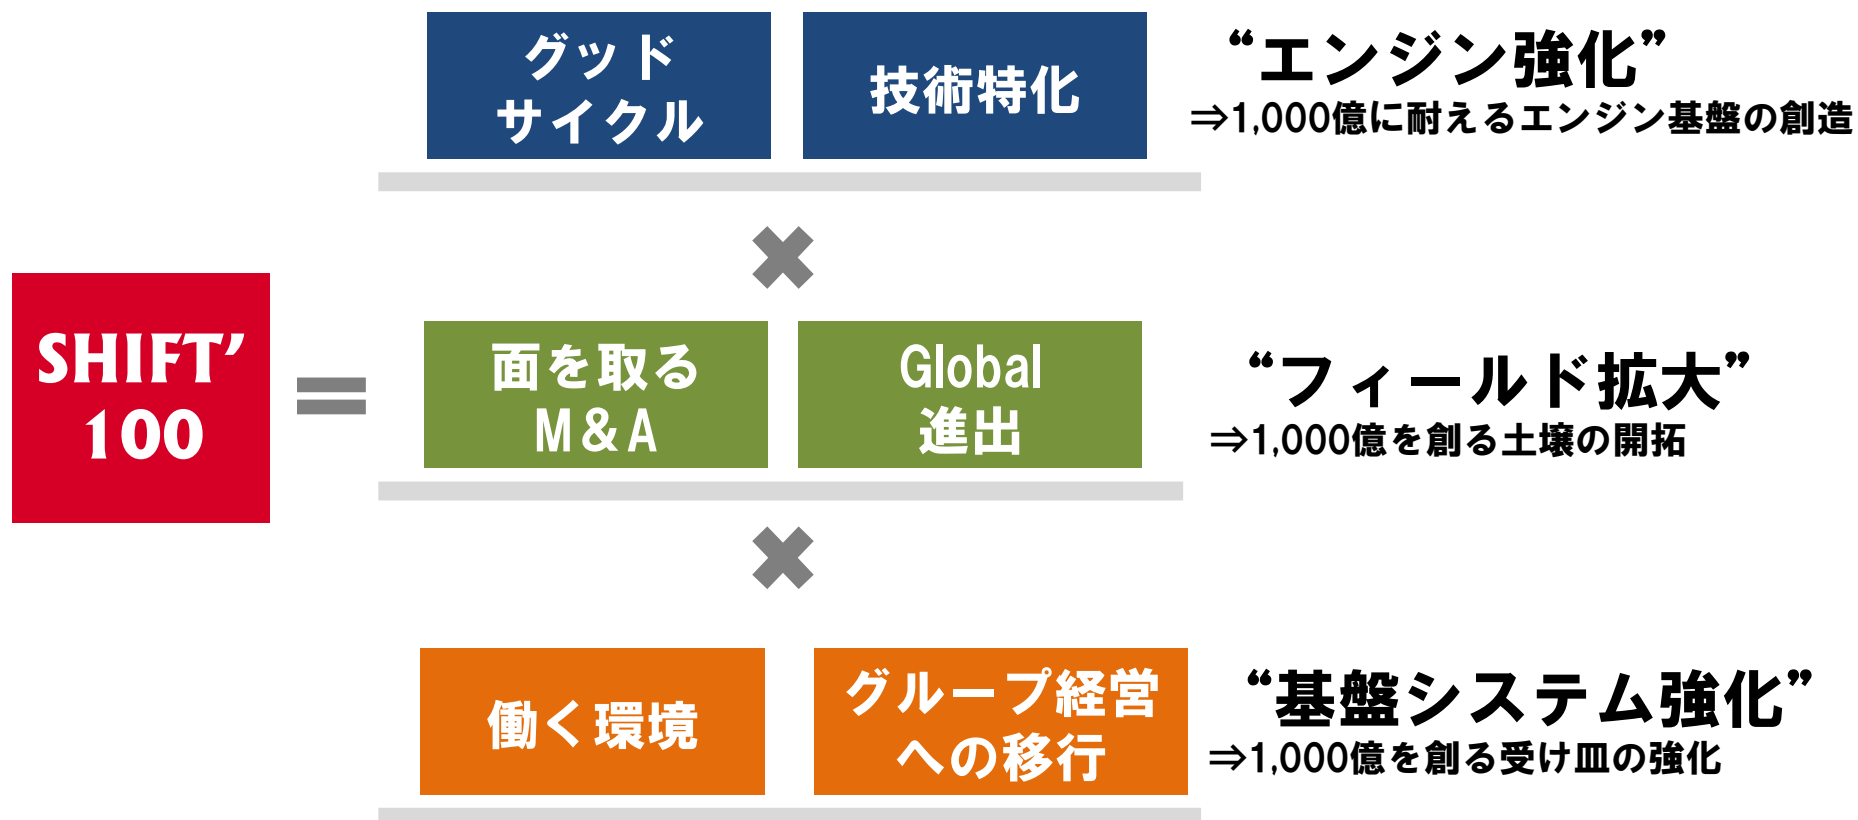 グッド
サイクル
技術特化
“エンジン強化”
⇒1,000億に耐えるエンジン基盤の創造
✖
SHIFT’
100
=
面を取る
M&A
Global
進出
“フィールド拡大”
⇒1,000億を創る土壌の開拓
✖
働く環境
グループ経営
への移行
“基盤システム強化”
⇒1,000億を創る受け皿の強化